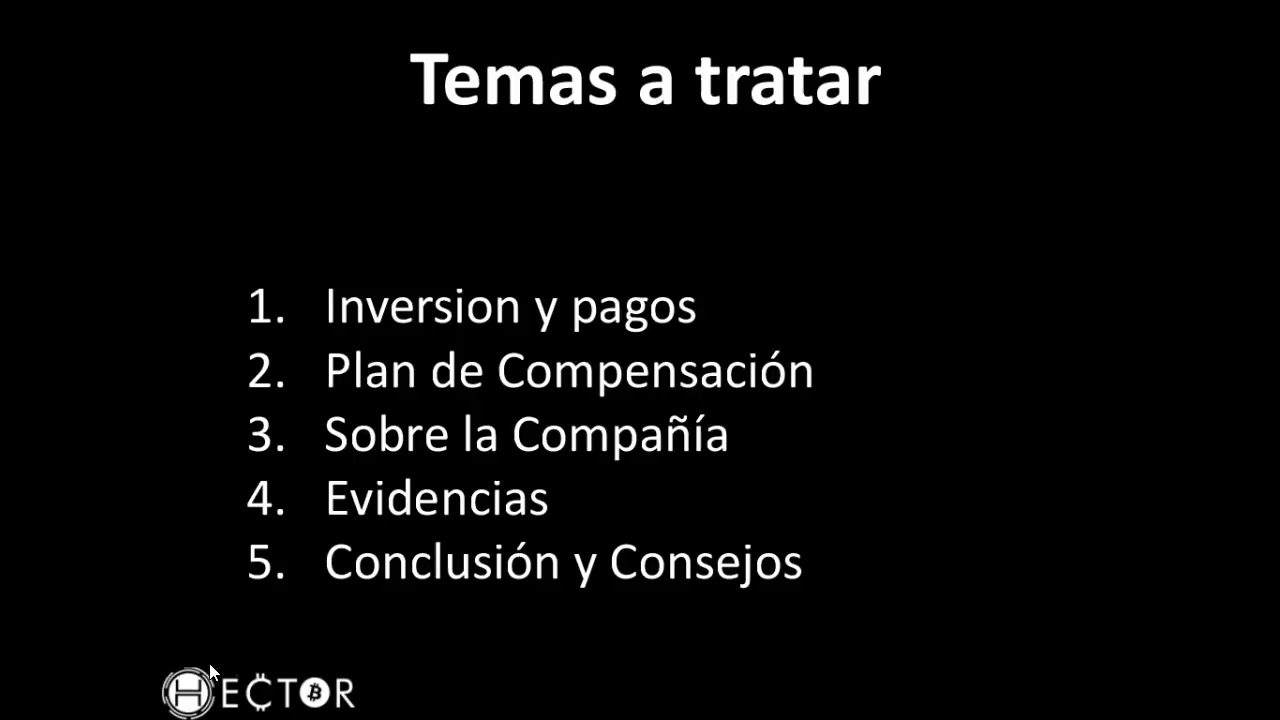 Temas a tratar
1. Inversion y pagos
2. Plan de Compensación
3. Sobre la Compañía
4. Evidencias
5. Conclusión y Consejos
HECTOR